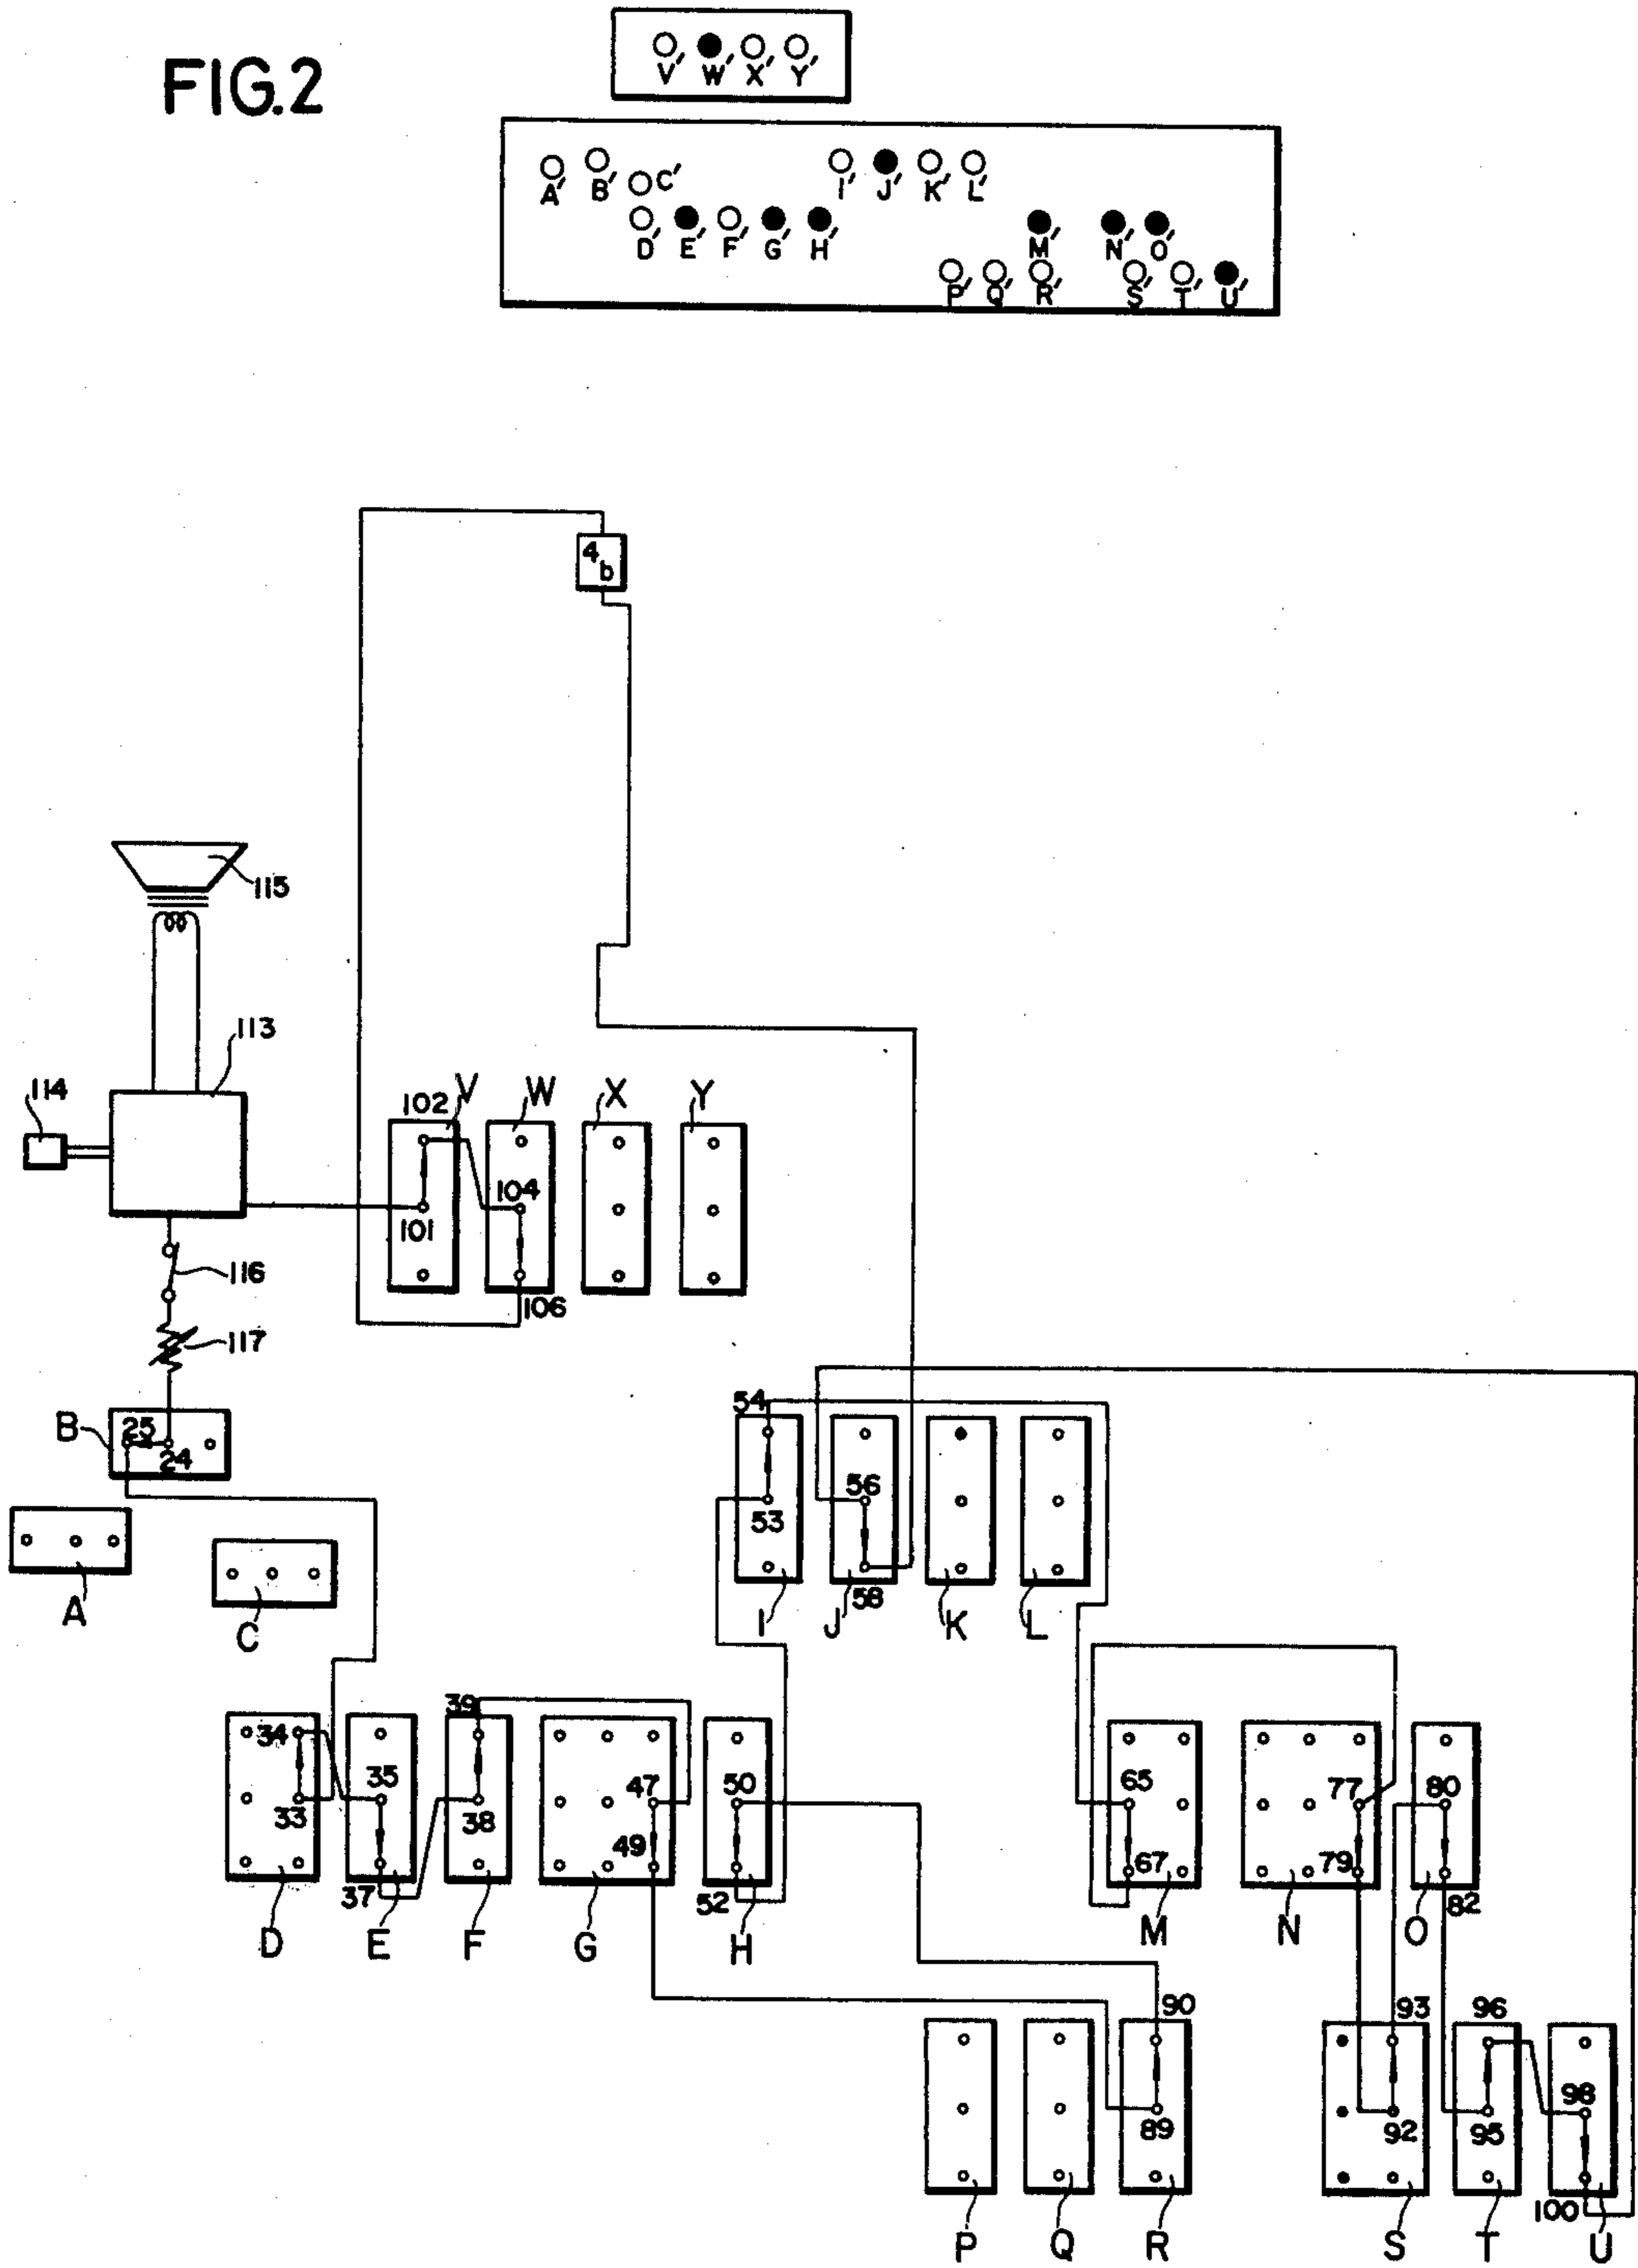 FIG.2
V' W' X' Y'
A' B' C' I' J' K' L'
D' E' F' G' H' M' N' O'
P' Q' R' S' T' U'
4
b
115
113
114
102 V W X Y
104
101
116
106
117
54
B 25
24
56
53
58
A C I J K L
39
34 35 47 50 65 77 80
33 38
49 67 79
37 52 82
D E F G H M N O
90 93 96
98
89 92 95
100
P Q R S T U